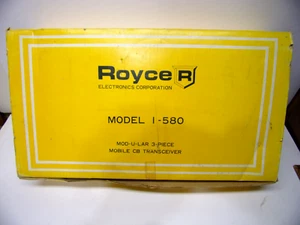 Royce R
ELECTRONICS CORPORATION
MODEL 1-580
MOD-U-LAR 3-PIECE
MOBILE CB TRANSCEIVER